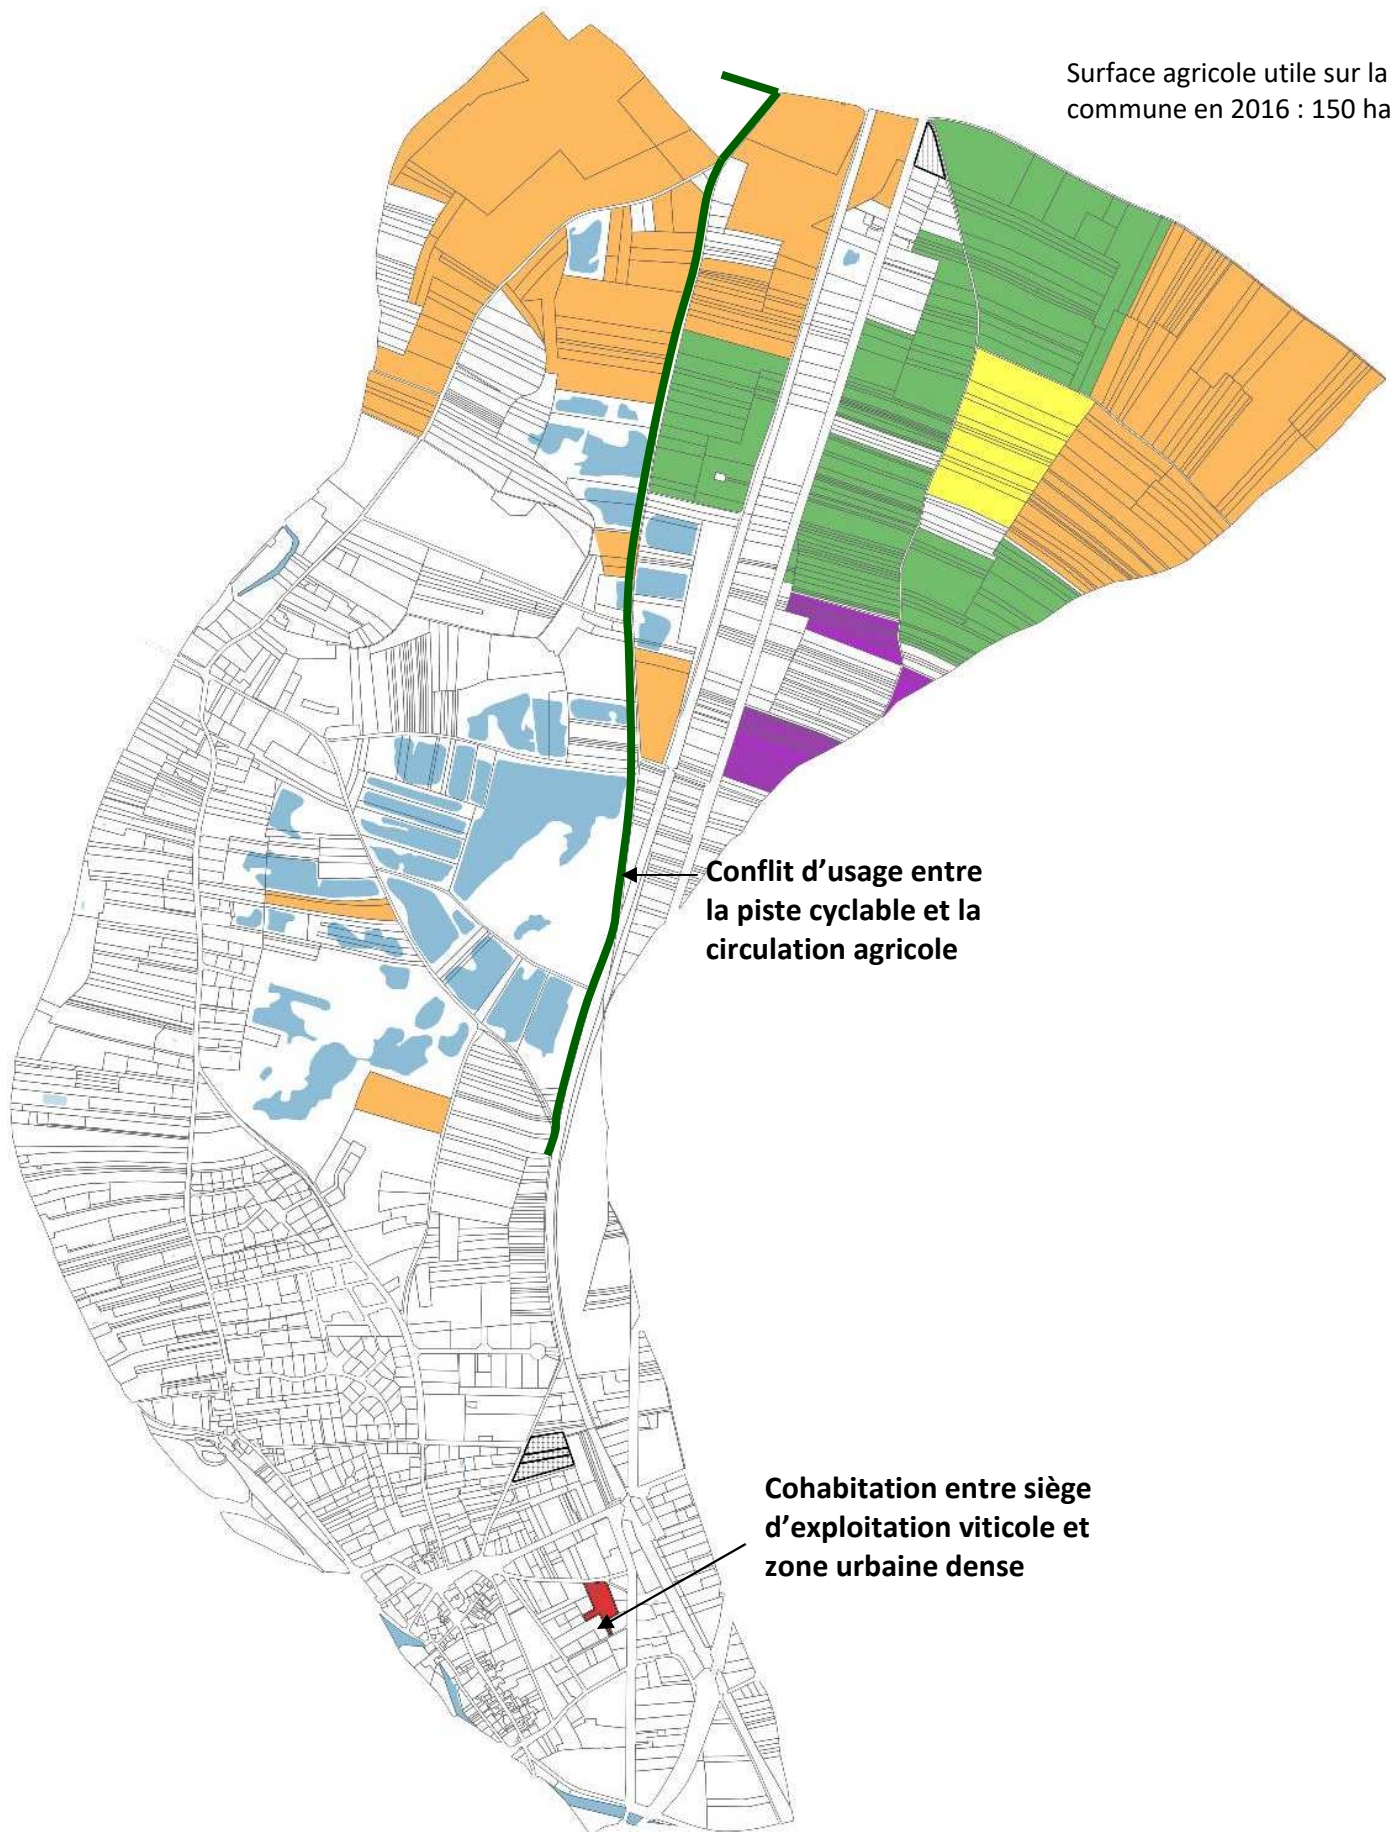 Surface agricole utile sur la
commune en 2016 : 150 ha
Conflit d’usage entre
la piste cyclable et la
circulation agricole
Cohabitation entre siège
d’exploitation viticole et
zone urbaine dense